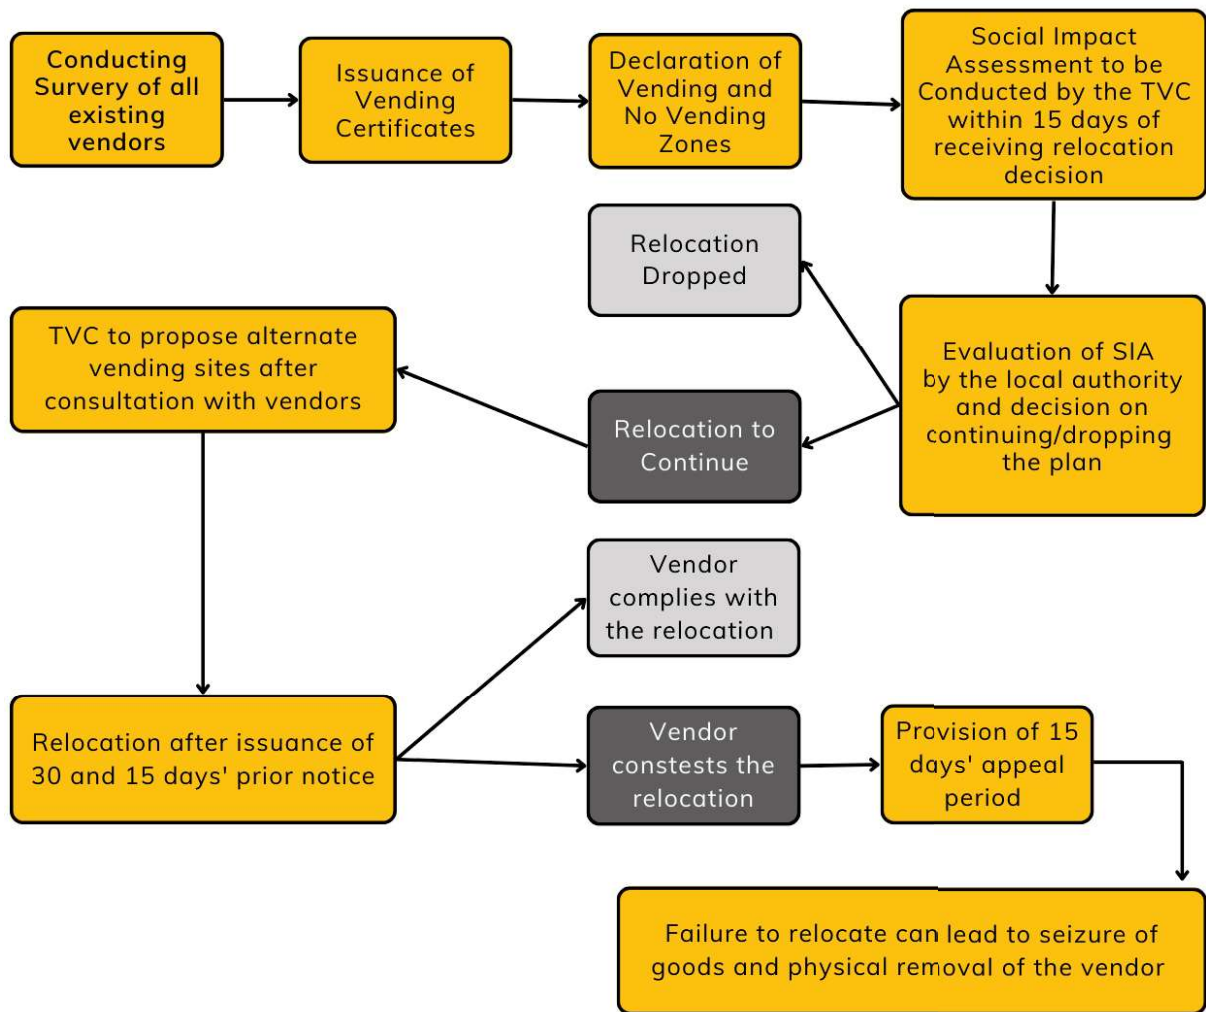 Conducting
Survery of all
existing
vendors
Issuance of
Vending
Certificates
Declaration of
Vending and
No Vending
Zones
Social Impact
Assessment to be
Conducted by the TVC
within 15 days of
receiving relocation
decision
Relocation
Dropped
Evaluation of SIA
by the local authority
and decision on
continuing/dropping
the plan
Relocation to
Continue
TVC to propose alternate
vending sites after
consultation with vendors
Relocation after issuance of
30 and 15 days' prior notice
Vendor
complies with
the relocation
Vendor
constests the
relocation
Provision of 15
days' appeal
period
Failure to relocate can lead to seizure of
goods and physical removal of the vendor